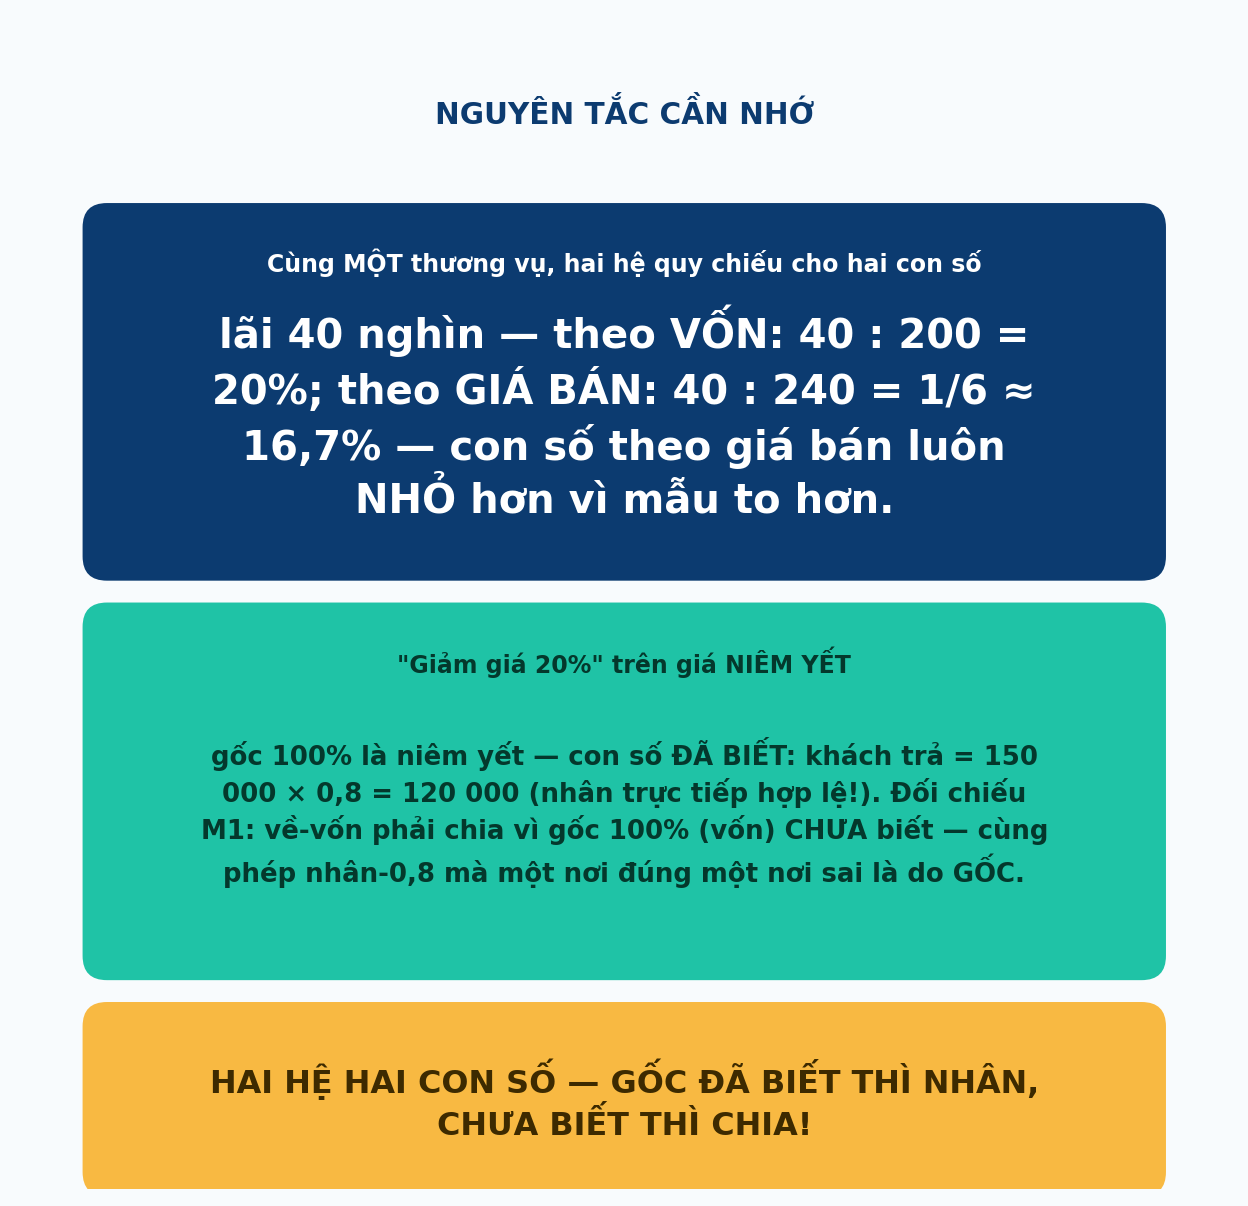 NGUYÊN TẮC CẦN NHỚ
Cùng MỘT thương vụ, hai hệ quy chiếu cho hai con số
lãi 40 nghìn — theo VỐN: 40 : 200 =
20%; theo GIÁ BÁN: 40 : 240 = 1/6 ≈
16,7% — con số theo giá bán luôn
NHỎ hơn vì mẫu to hơn.
"Giảm giá 20%" trên giá NIÊM YẾT
gốc 100% là niêm yết — con số ĐÃ BIẾT: khách trả = 150
000 × 0,8 = 120 000 (nhân trực tiếp hợp lệ!). Đối chiếu
M1: về-vốn phải chia vì gốc 100% (vốn) CHƯA biết — cùng
phép nhân-0,8 mà một nơi đúng một nơi sai là do GỐC.
HAI HỆ HAI CON SỐ — GỐC ĐÃ BIẾT THÌ NHÂN,
CHƯA BIẾT THÌ CHIA!